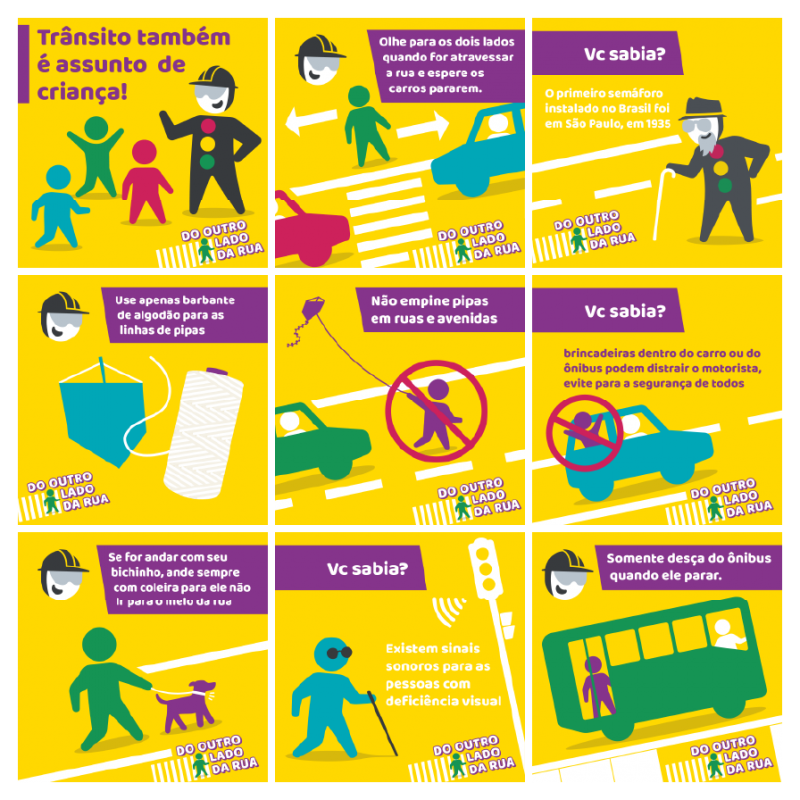 Trânsito também
é assunto de
criança!
DO OUTRO
LADO
DA RUA
Olhe para os dois lados
quando for atravessar
a rua e espere os
carros pararem.
DO OUTRO
LADO
DA RUA
Vc sabia?
O primeiro semáforo
instalado no Brasil foi
em São Paulo, em 1935
DO OUTRO
LADO
DA RUA
Use apenas barbante
de algodão para as
linhas de pipas
DO OUTRO
LADO
DA RUA
Não empine pipas
em ruas e avenidas
DO OUTRO
LADO
DA RUA
Vc sabia?
brincadeiras dentro do carro ou do
ônibus podem distrair o motorista,
evite para a segurança de todos
DO OUTRO
LADO
DA RUA
Se for andar com seu
bichinho, ande sempre
com coleira para ele não
ir para o meio da rua
DO OUTRO
LADO
DA RUA
Vc sabia?
Existem sinais
sonoros para as
pessoas com
deficiência visual
DO OUTRO
LADO
DA RUA
Somente desça do ônibus
quando ele parar.
DO OUTRO
LADO
DA RUA